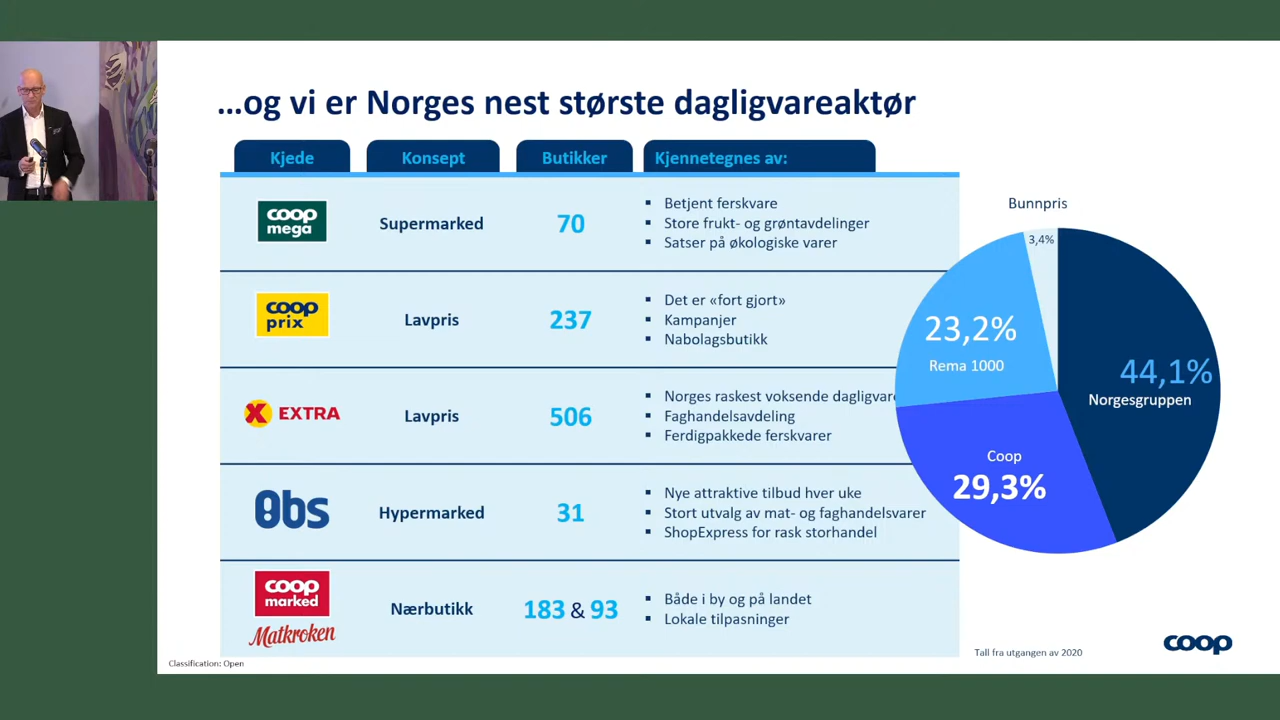 ...og vi er Norges nest største dagligvareaktør
Kjede
Konsept
Butikker
Kjennetegnes av:
coop
mega
Supermarked
70
▪ Betjent ferskvare
▪ Store frukt- og grøntavdelinger
▪ Satser på økologiske varer
coop
prix
Lavpris
237
▪ Det er «fort gjort»
▪ Kampanjer
▪ Nabolagsbutikk
X EXTRA
Lavpris
506
▪ Norges raskest voksende
▪ Faghandelsavdeling
▪ Ferdigpakkede ferskvarer
Obs
Hypermarked
31
▪ Nye attraktive tilbud hver uke
▪ Stort utvalg av mat- og faghandelsvarer
▪ ShopExpress for rask storhandel
coop
marked
Matkroken
Nærbutikk
183 & 93
▪ Både i by og på landet
▪ Lokale tilpasninger
Bunnpris
3,4%
23,2%
Rema 1000
44,1%
Norgesgruppen
Coop
29,3%
Tall fra utgangen av 2020
coop
Classification: Open